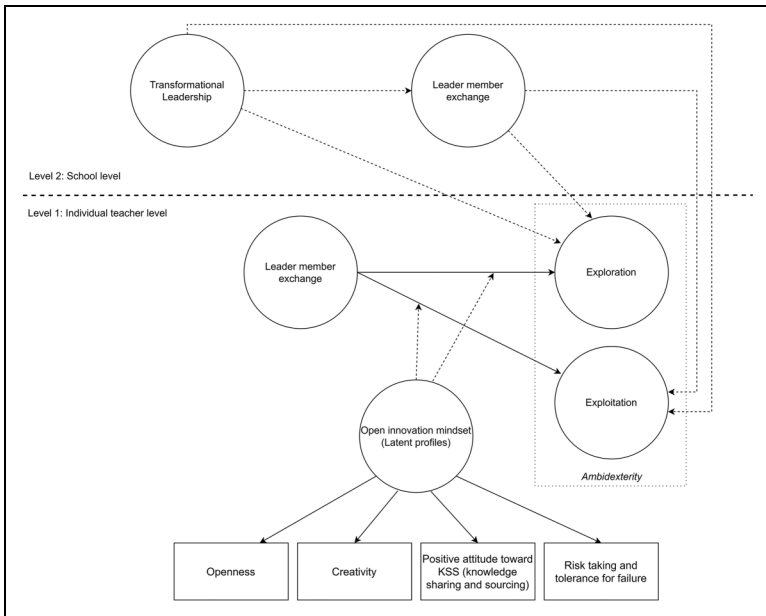 Transformational
Leadership
Leader member
exchange
Level 2: School level
Level 1: Individual teacher level
Leader member
exchange
Exploration
Exploitation
Open innovation mindset
(Latent profiles)
Ambidexterity
Openness
Creativity
Positive attitude toward
KSS (knowledge
sharing and sourcing)
Risk taking and
tolerance for failure